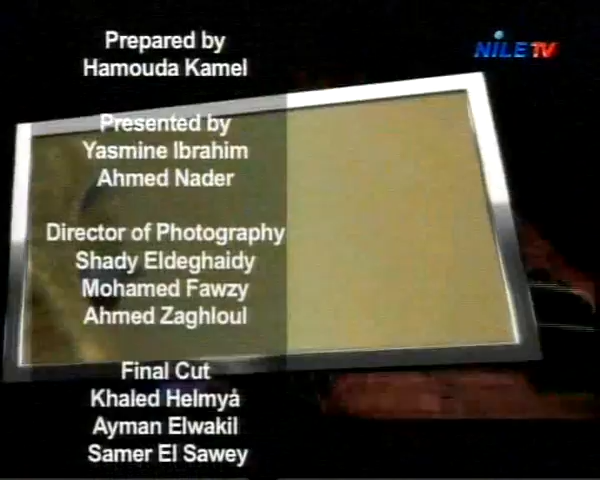 Prepared by
Hamouda Kamel
NILE TV
Presented by
Yasmine Ibrahim
Ahmed Nader
Director of Photography
Shady Eldeghaidy
Mohamed Fawzy
Ahmed Zaghloul
Final Cut
Khaled Helmyå
Ayman Elwakil
Samer El Sawey